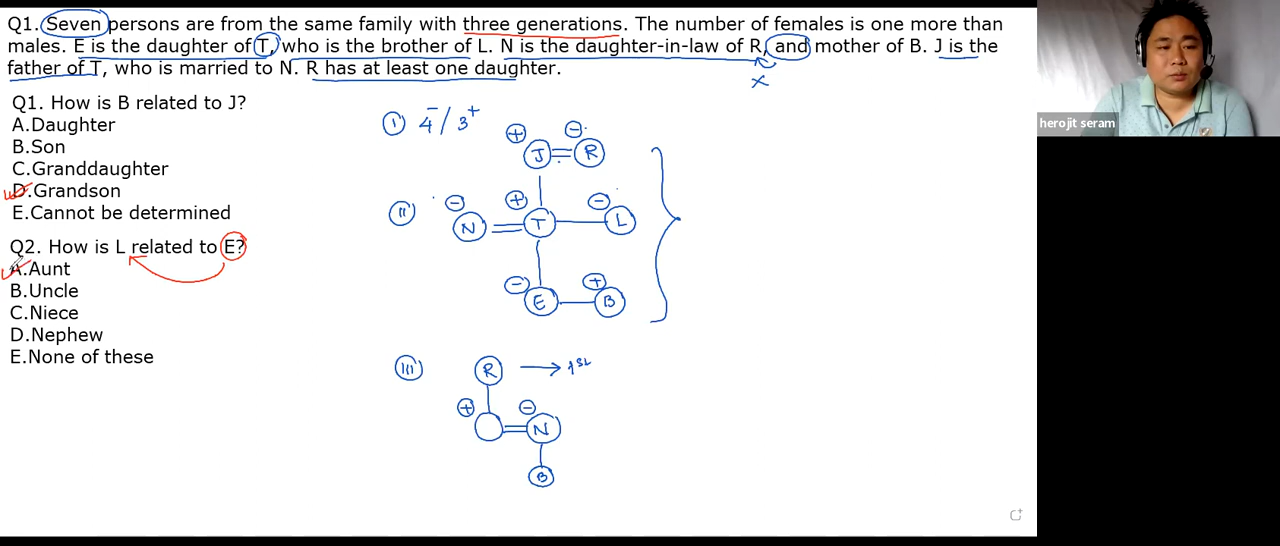 Q1. Seven persons are from the same family with three generations. The number of females is one more than
males. E is the daughter of T, who is the brother of L. N is the daughter-in-law of R, and mother of B. J is the
father of T, who is married to N. R has at least one daughter.
x
Q1. How is B related to J?
A.Daughter
B.Son
C.Granddaughter
D.Grandson
E.Cannot be determined
Q2. How is L related to E?
A.Aunt
B.Uncle
C.Niece
D.Nephew
E.None of these
I 4- / 3+
+ -
J = R
II - + -
N = T — L
- +
E — B
III R → 1st
+ -
= N
B
herojit seram